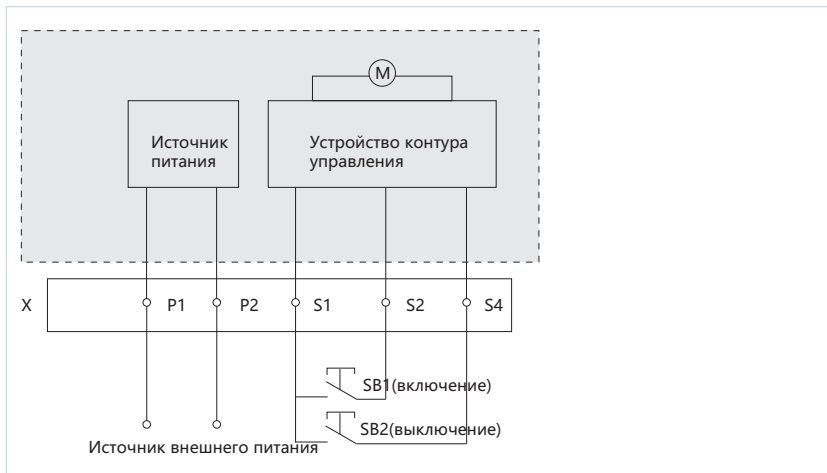 M
Источник
питания
Устройство контура
управления
X P1 P2 S1 S2 S4
SB1(включение)
SB2(выключение)
Источник внешнего питания